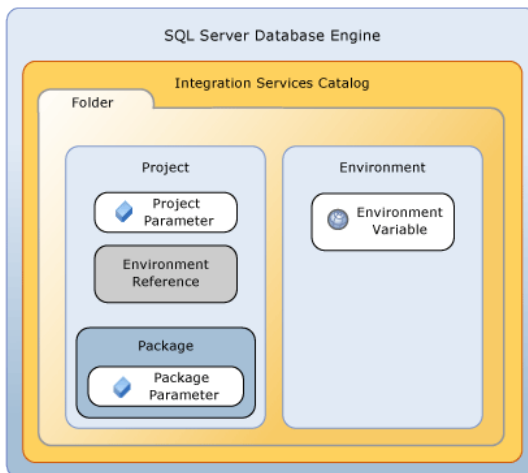 SQL Server Database Engine
Integration Services Catalog
Folder
Project
Project
Parameter
Environment
Reference
Package
Package
Parameter
Environment
Environment
Variable